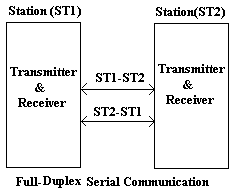 Station (ST1)
Station(ST2)
Transmitter
&
Receiver
Transmitter
&
Receiver
ST1-ST2
ST2-ST1
Full-Duplex Serial Communication